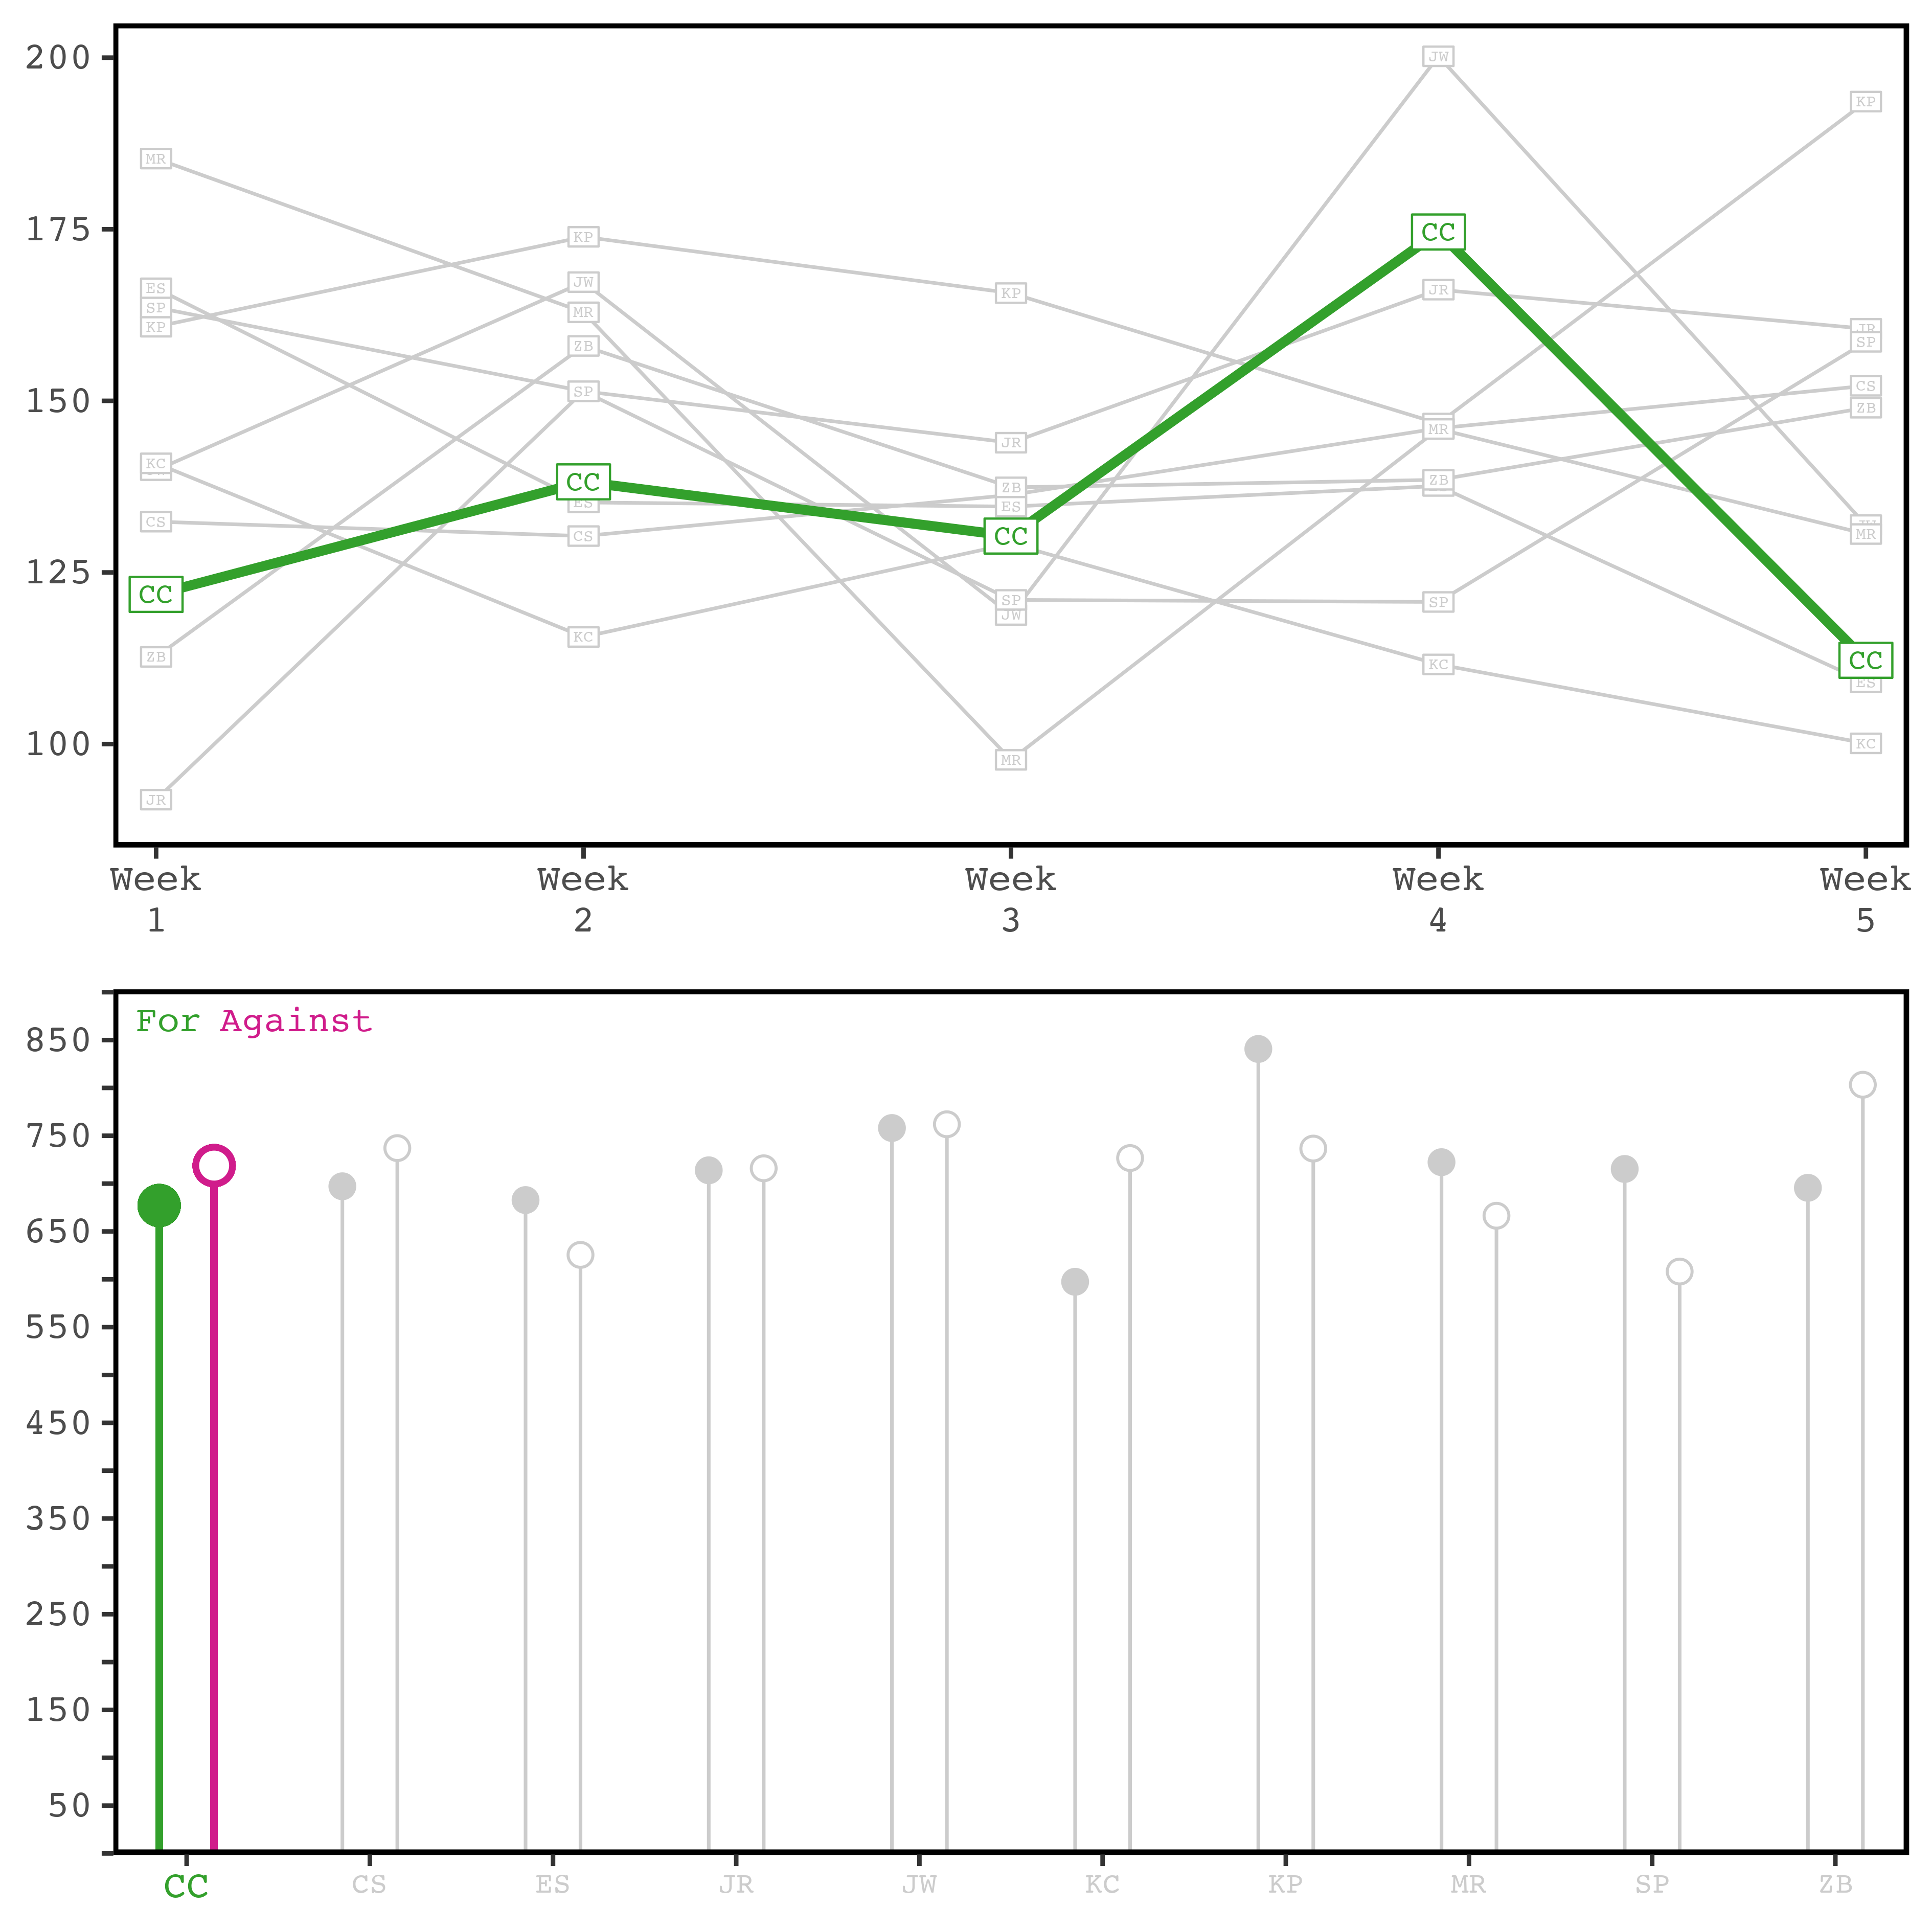 200
175
150
125
100
MR
ES
SP
KP
KC
CS
CC
ZB
JR
KP
JW
MR
ZB
SP
CC
ES
CS
KC
KP
JR
ZB
ES
CC
SP
JW
MR
JW
CC
JR
MR
ZB
SP
KC
KP
JR
SP
CS
ZB
MR
CC
ES
KC
Week Week Week Week Week
1 2 3 4 5
For Against
850
750
650
550
450
350
250
150
50
CC CS ES JR JW KC KP MR SP ZB